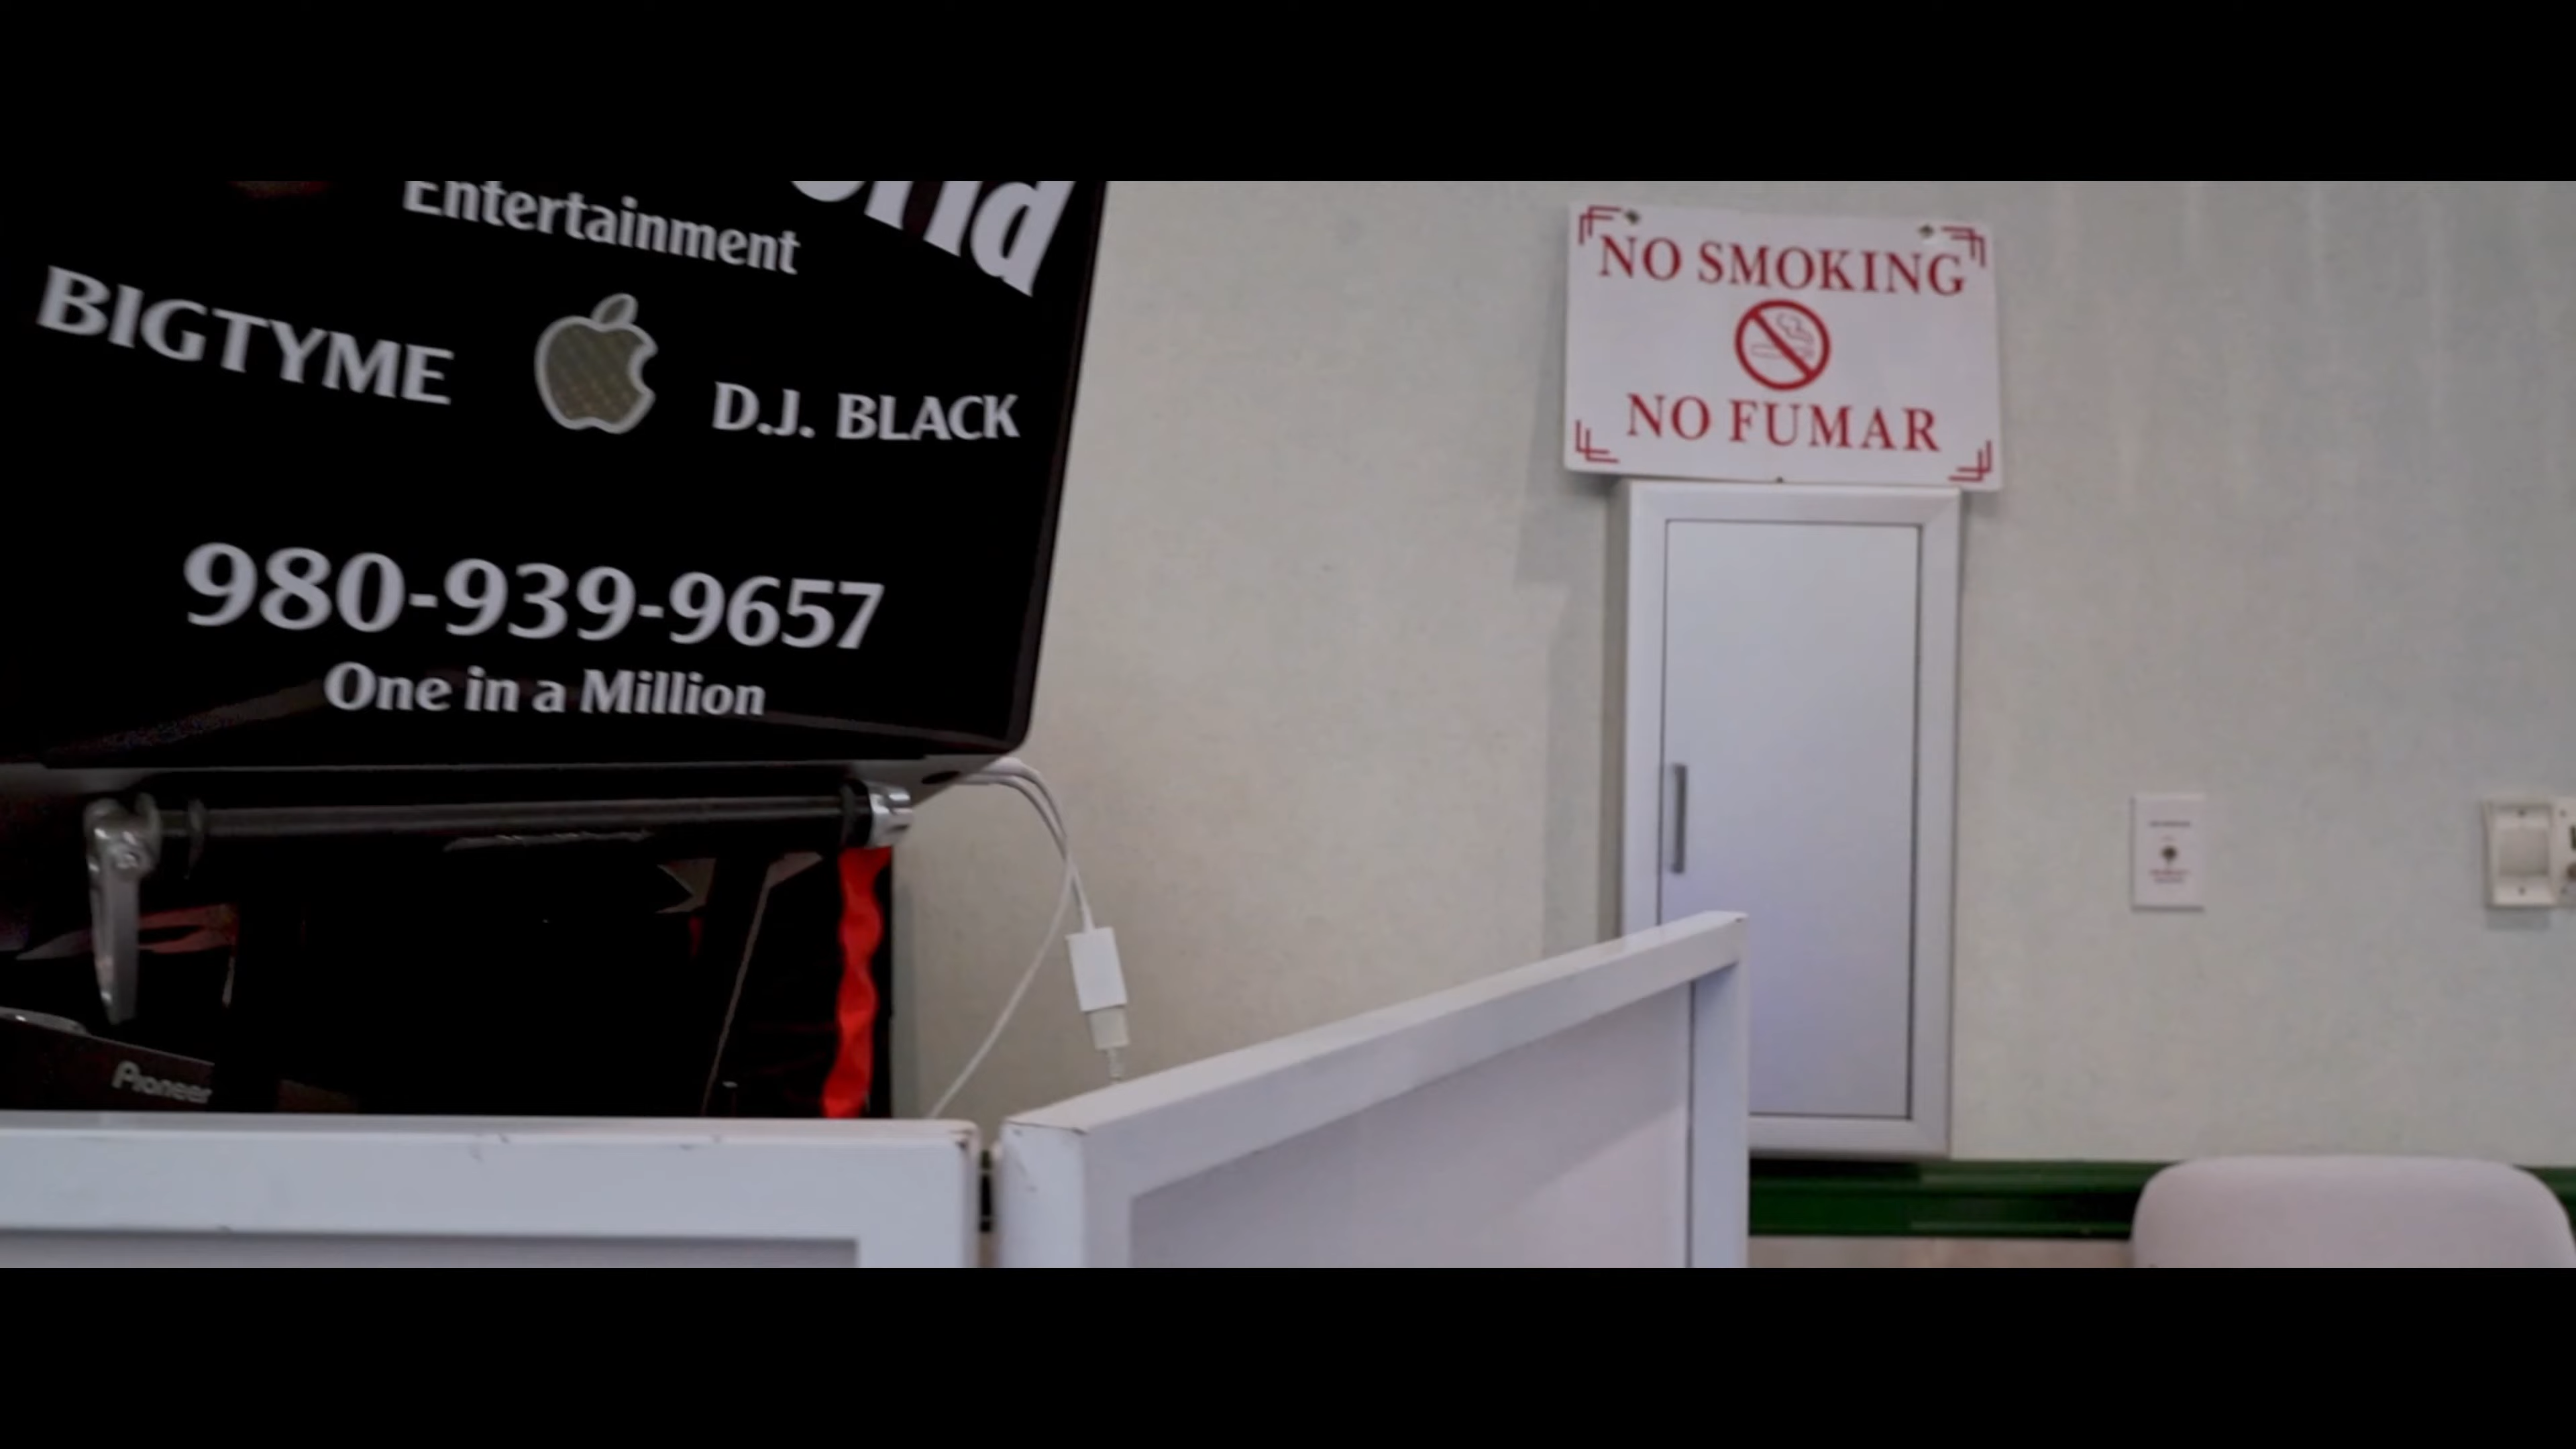 Entertainment
BIGTYME
D.J. BLACK
980-939-9657
One in a Million
Pioneer
NO SMOKING
NO FUMAR